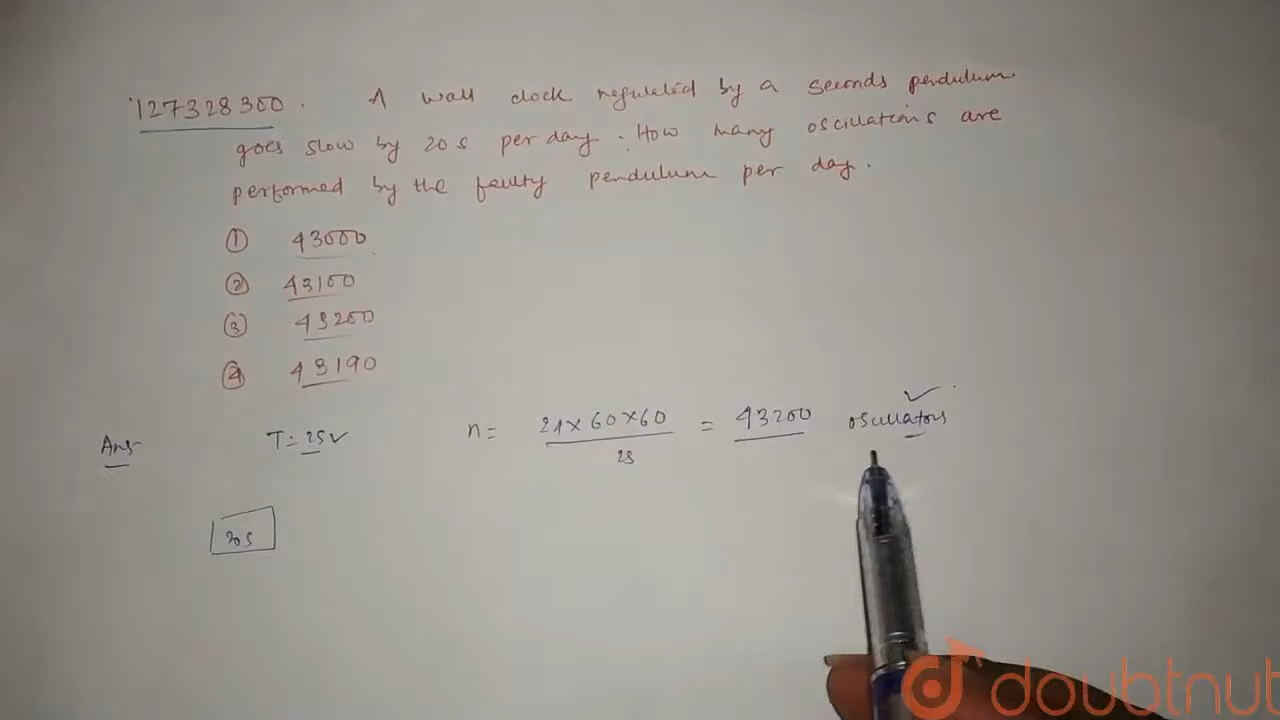 127328300. A wall clock regulated by a seconds pendulum
goes slow by 20 s per day. How many oscillations are
performed by the faulty pendulum per day.
① 43000
② 43100
③ 43200
④ 43190
Ans T = 2s✓ n = 24×60×60 / 2s = 43200 oscillators ✓
20s
doubtnut